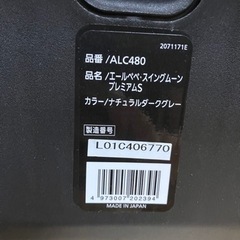 2071171E
品番/ALC480
品名/エールベベ・スイングムーン
プレミアムS
カラー/ナチュラルダークグレー
製造番号
L01C406770
4 973007 202394
MADE IN JAPAN